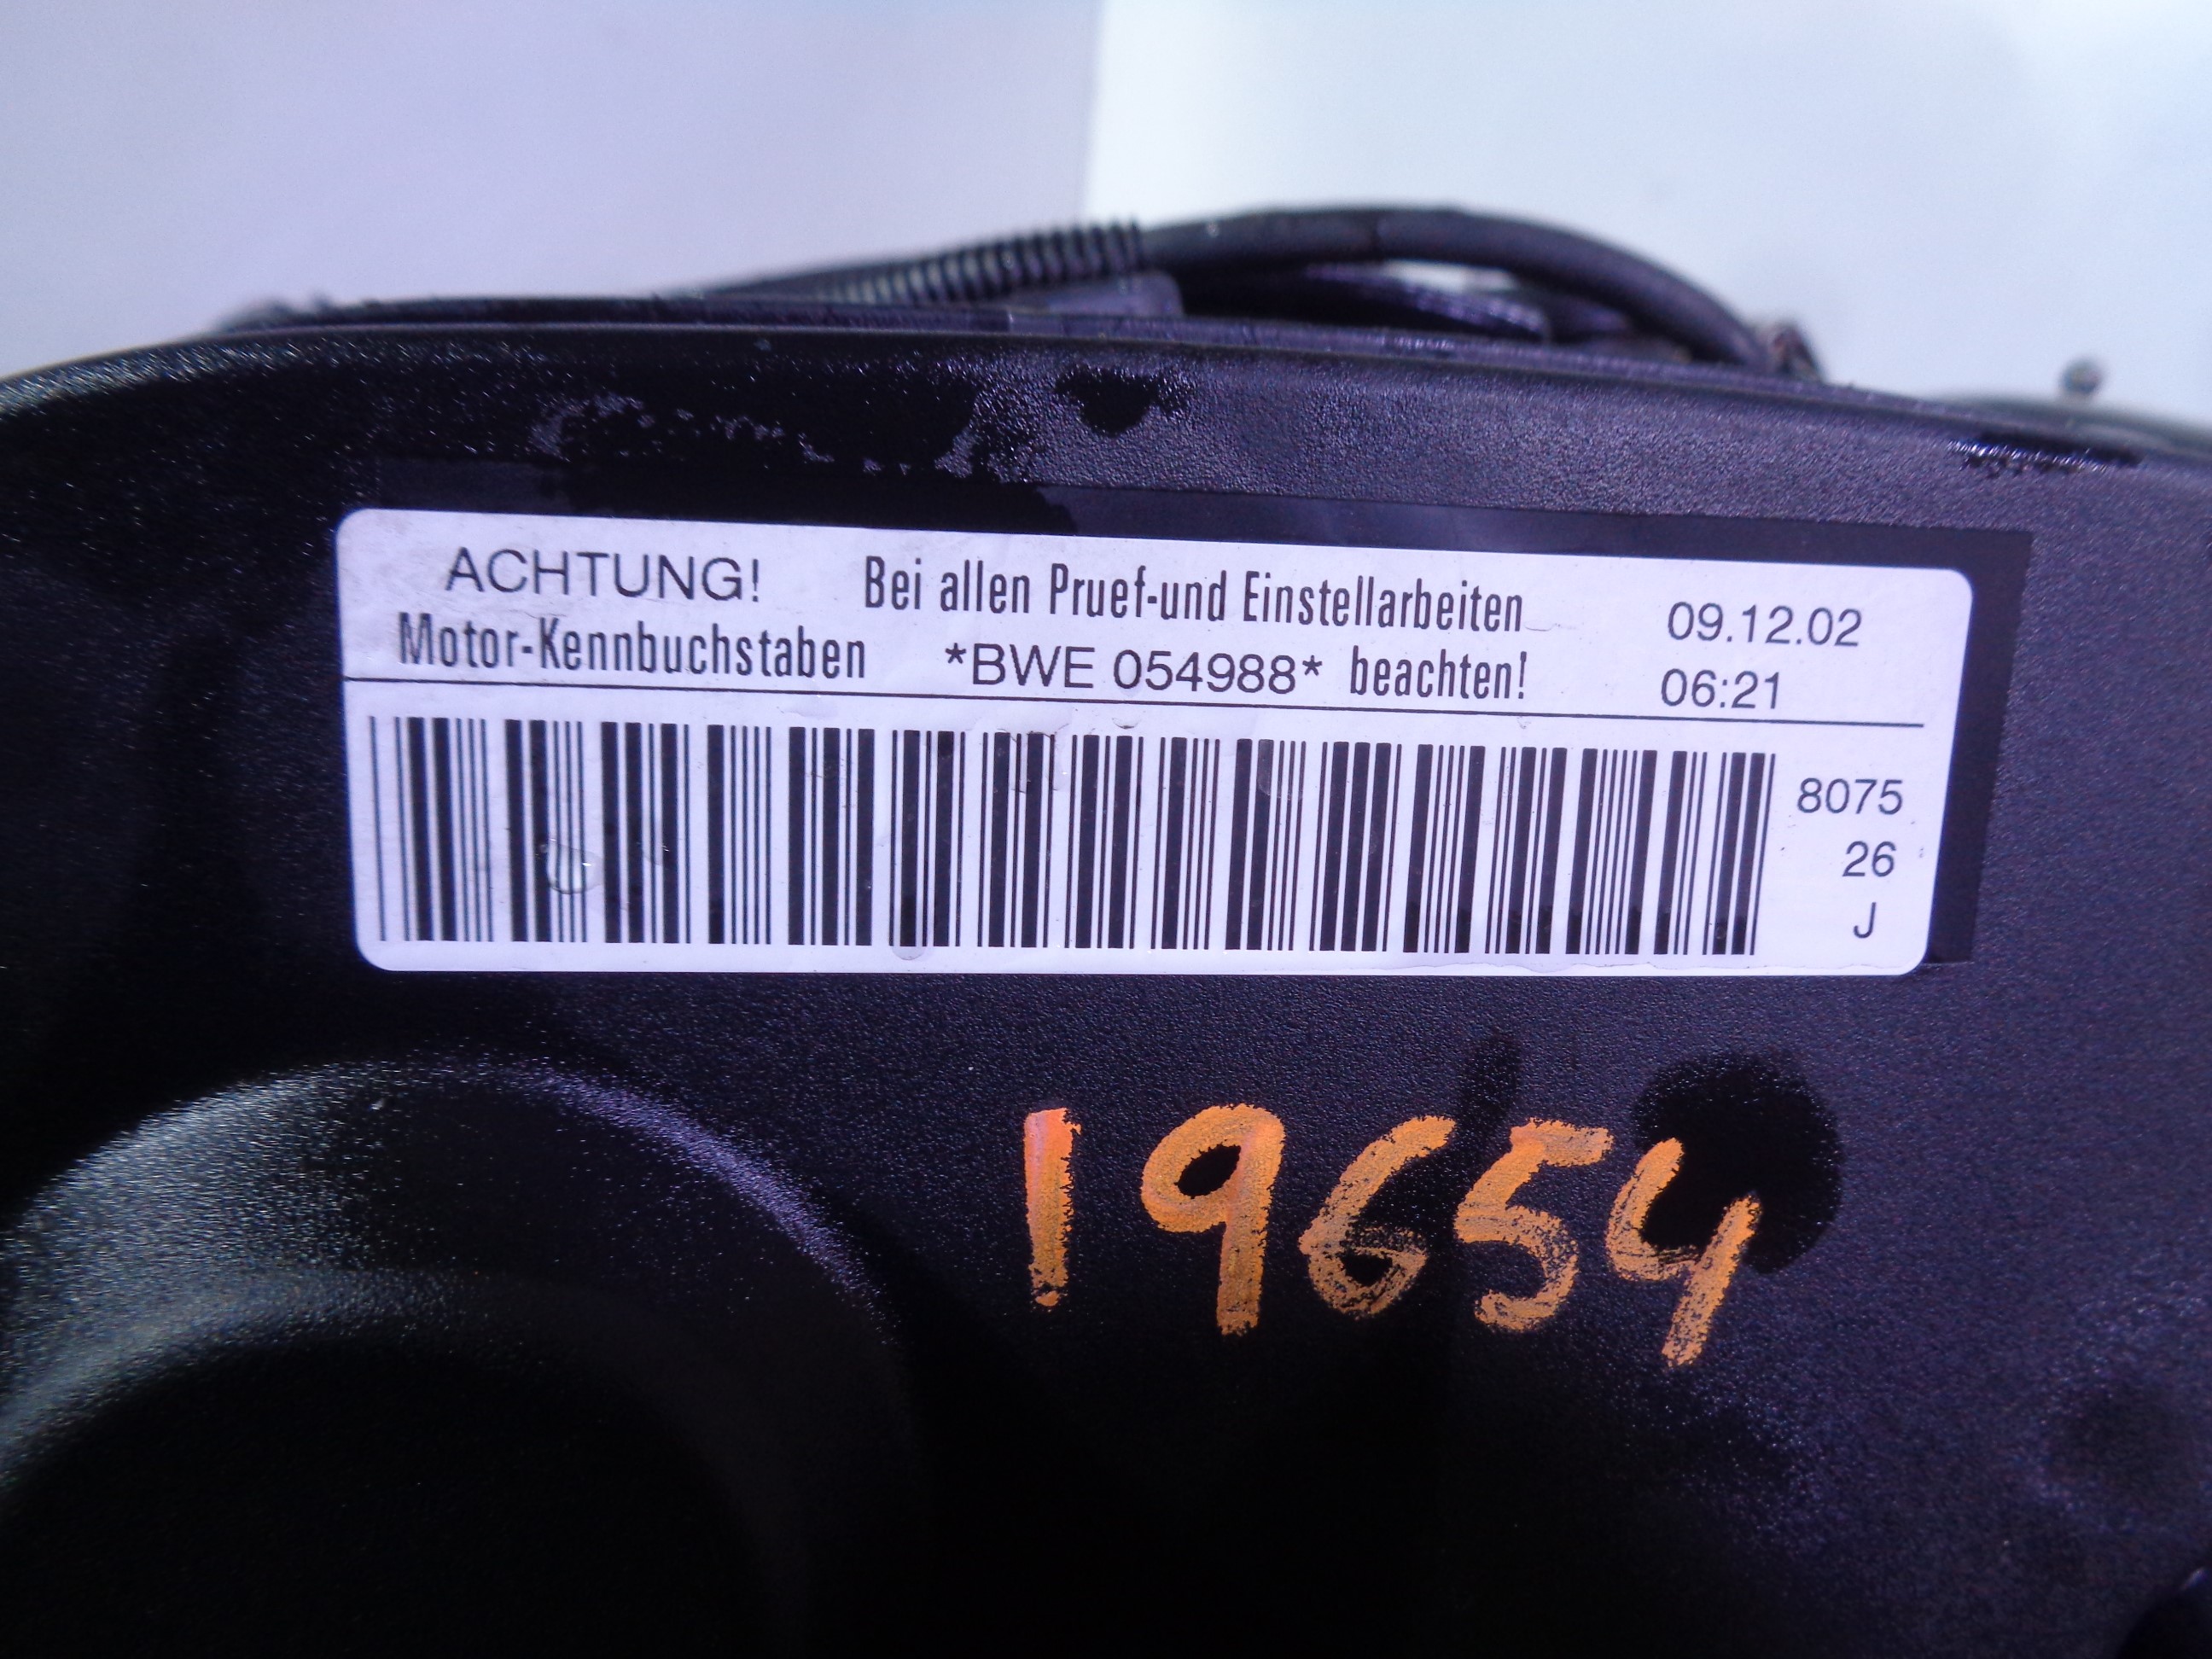 ACHTUNG! Bei allen Pruef-und Einstellarbeiten 09.12.02
Motor-Kennbuchstaben *BWE 054988* beachten! 06:21
8075
26
J
19654